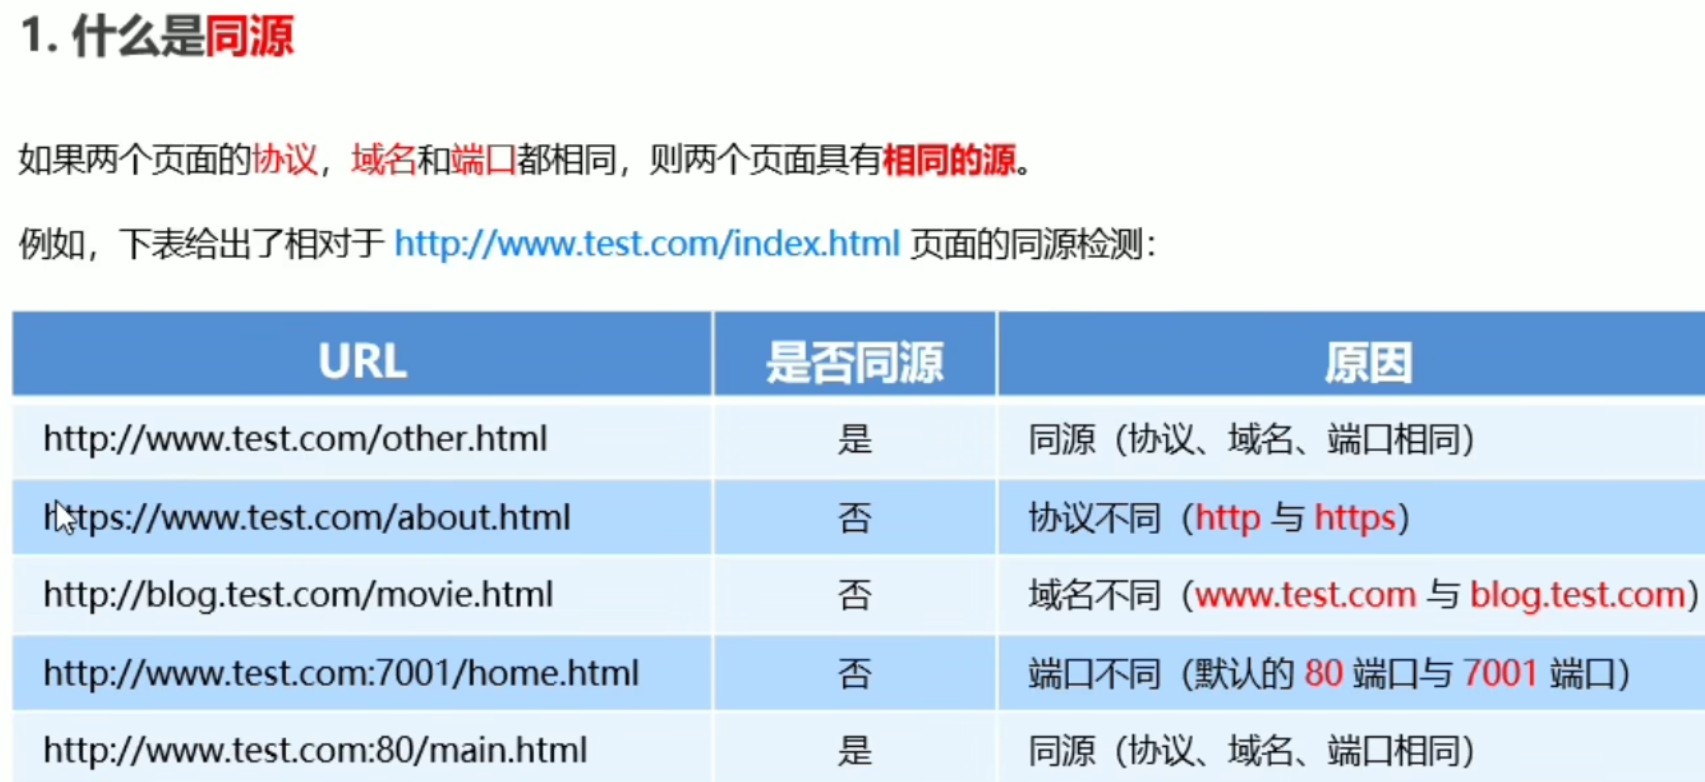 1. 什么是同源
如果两个页面的协议，域名和端口都相同，则两个页面具有相同的源。
例如，下表给出了相对于 http://www.test.com/index.html 页面的同源检测：
URL 是否同源 原因
http://www.test.com/other.html 是 同源（协议、域名、端口相同）
https://www.test.com/about.html 否 协议不同（http 与 https）
http://blog.test.com/movie.html 否 域名不同（www.test.com 与 blog.test.com）
http://www.test.com:7001/home.html 否 端口不同（默认的 80 端口与 7001 端口）
http://www.test.com:80/main.html 是 同源（协议、域名、端口相同）